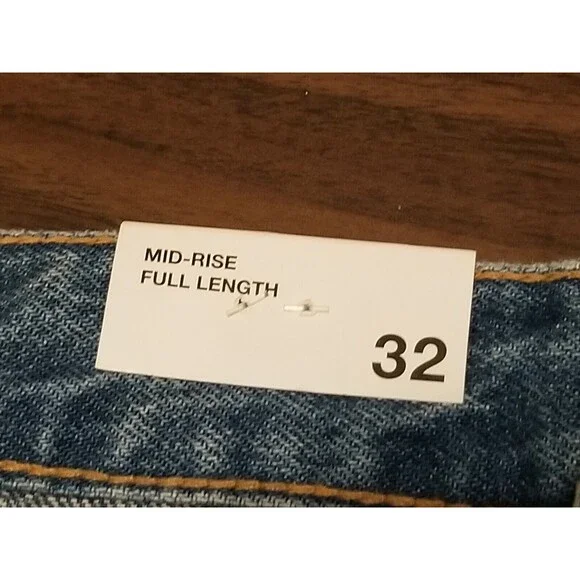 MID-RISE
FULL LENGTH
32